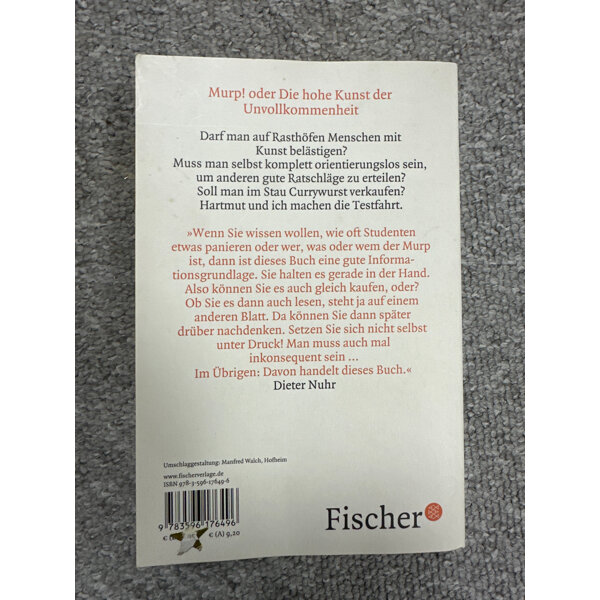 Murp! oder Die hohe Kunst der
Unvollkommenheit
Darf man auf Rasthöfen Menschen mit
Kunst belästigen?
Muss man selbst komplett orientierungslos sein,
um anderen gute Ratschläge zu erteilen?
Soll man im Stau Currywurst verkaufen?
Hartmut und ich machen die Testfahrt.
»Wenn Sie wissen wollen, wie oft Studenten
etwas panieren oder wer, was oder wem der Murp
ist, dann ist dieses Buch eine gute Informa-
tionsgrundlage. Sie halten es gerade in der Hand.
Also können Sie es auch gleich kaufen, oder?
Ob Sie es dann auch lesen, steht ja auf einem
anderen Blatt. Da können Sie dann später
drüber nachdenken. Setzen Sie sich nicht selbst
unter Druck! Man muss auch mal
inkonsequent sein ...
Im Übrigen: Davon handelt dieses Buch.«
Dieter Nuhr
Umschlaggestaltung: Manfred Walch, Hofheim
www.fischerverlage.de
ISBN 978-3-596-17649-6
9 783596 176496
€ (A) 9,20
Fischer